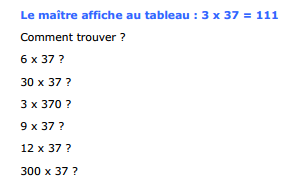 Le maître affiche au tableau : 3 x 37 = 111
Comment trouver ?
6 x 37 ?
30 x 37 ?
3 x 370 ?
9 x 37 ?
12 x 37 ?
300 x 37 ?